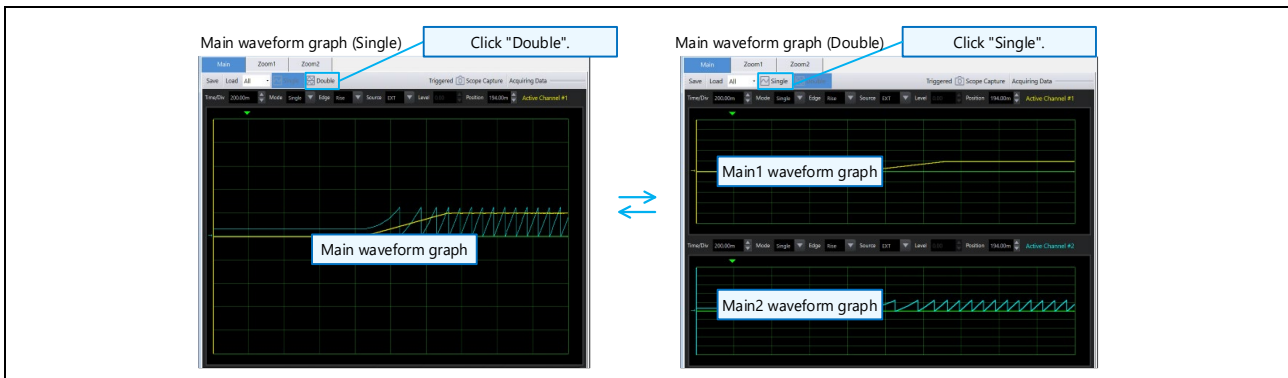 Main waveform graph (Single)
Click "Double".
Main Zoom1 Zoom2
Save Load All Single Double Triggered Scope Capture Acquiring Data
Time/Div 200.00m Mode Single Edge Rise Source EXT Level 0.00 Position 194.00m Active Channel #1
Main waveform graph
Main waveform graph (Double)
Click "Single".
Main Zoom1 Zoom2
Save Load All Single Triggered Scope Capture Acquiring Data
Time/Div 200.00m Mode Single Edge Rise Source EXT Level 0.00 Position 194.00m Active Channel #1
Main1 waveform graph
Time/Div 200.00m Mode Single Edge Rise Source EXT Level Position 194.00m Active Channel #2
Main2 waveform graph